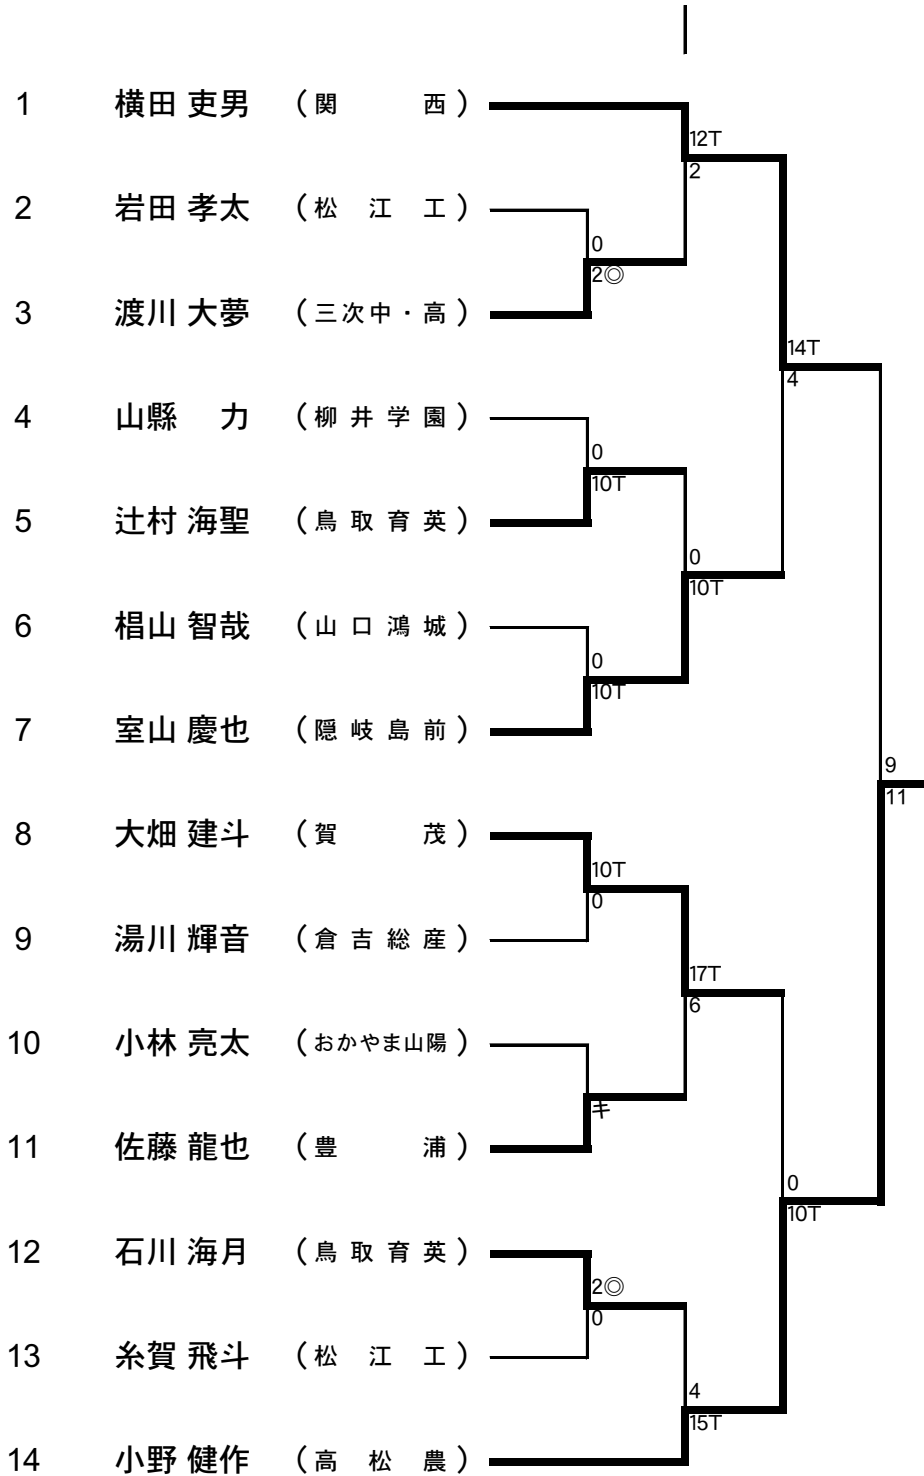 1 横田 吏男 （関 西）
12T
2
2 岩田 孝太 （松 江 工）
0
2◎
3 渡川 大夢 （三次中・高）
14T
4
4 山縣 力 （柳 井 学 園）
0
10T
5 辻村 海聖 （鳥 取 育 英）
0
10T
6 椙山 智哉 （山 口 鴻 城）
0
10T
7 室山 慶也 （隠 岐 島 前）
9
11
8 大畑 建斗 （賀 茂）
10T
0
9 湯川 輝音 （倉 吉 総 産）
17T
6
10 小林 亮太 （おかやま山陽）
キ
11 佐藤 龍也 （豊 浦）
0
10T
12 石川 海月 （鳥 取 育 英）
2◎
0
13 糸賀 飛斗 （松 江 工）
4
15T
14 小野 健作 （高 松 農）